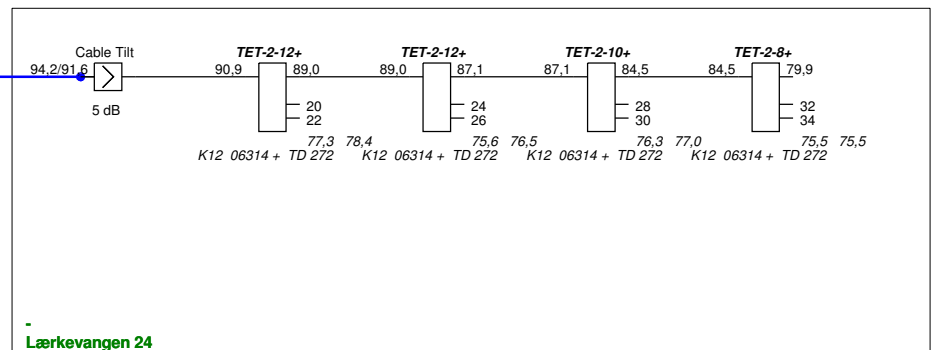 Cable Tilt TET-2-12+ TET-2-12+ TET-2-10+ TET-2-8+
94,2/91,6 90,9 89,0 89,0 87,1 87,1 84,5 84,5 79,9
5 dB 20 24 28 32
22 26 30 34
77,3 78,4 75,6 76,5 76,3 77,0 75,5 75,5
K12 06314 + TD 272 K12 06314 + TD 272 K12 06314 + TD 272 K12 06314 + TD 272
-
Lærkevangen 24